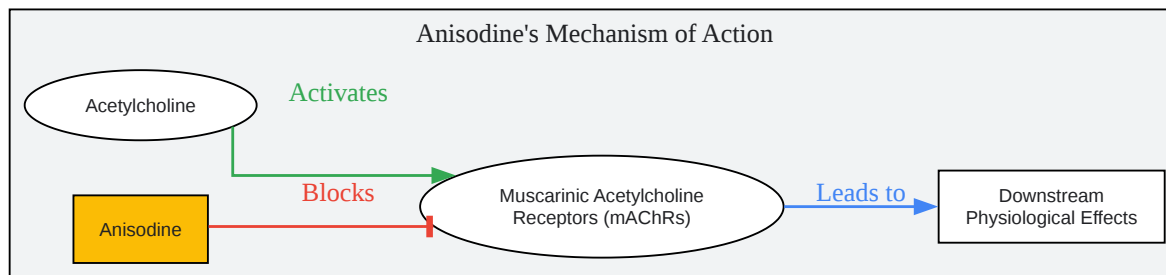 Anisodine's Mechanism of Action
Activates
Acetylcholine
Blocks
Muscarinic Acetylcholine
Receptors (mAChRs)
Leads to
Downstream
Physiological Effects
Anisodine